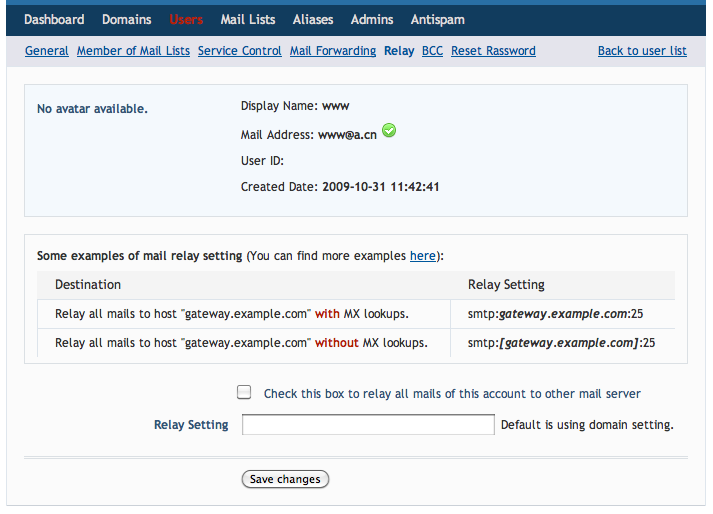 Dashboard Domains Users Mail Lists Aliases Admins Antispam
General Member of Mail Lists Service Control Mail Forwarding Relay BCC Reset Rassword Back to user list
No avatar available.
Display Name: www
Mail Address: www@a.cn
User ID:
Created Date: 2009-10-31 11:42:41
Some examples of mail relay setting (You can find more examples here):
Destination Relay Setting
Relay all mails to host "gateway.example.com" with MX lookups. smtp:gateway.example.com:25
Relay all mails to host "gateway.example.com" without MX lookups. smtp:[gateway.example.com]:25
Check this box to relay all mails of this account to other mail server
Relay Setting Default is using domain setting.
Save changes